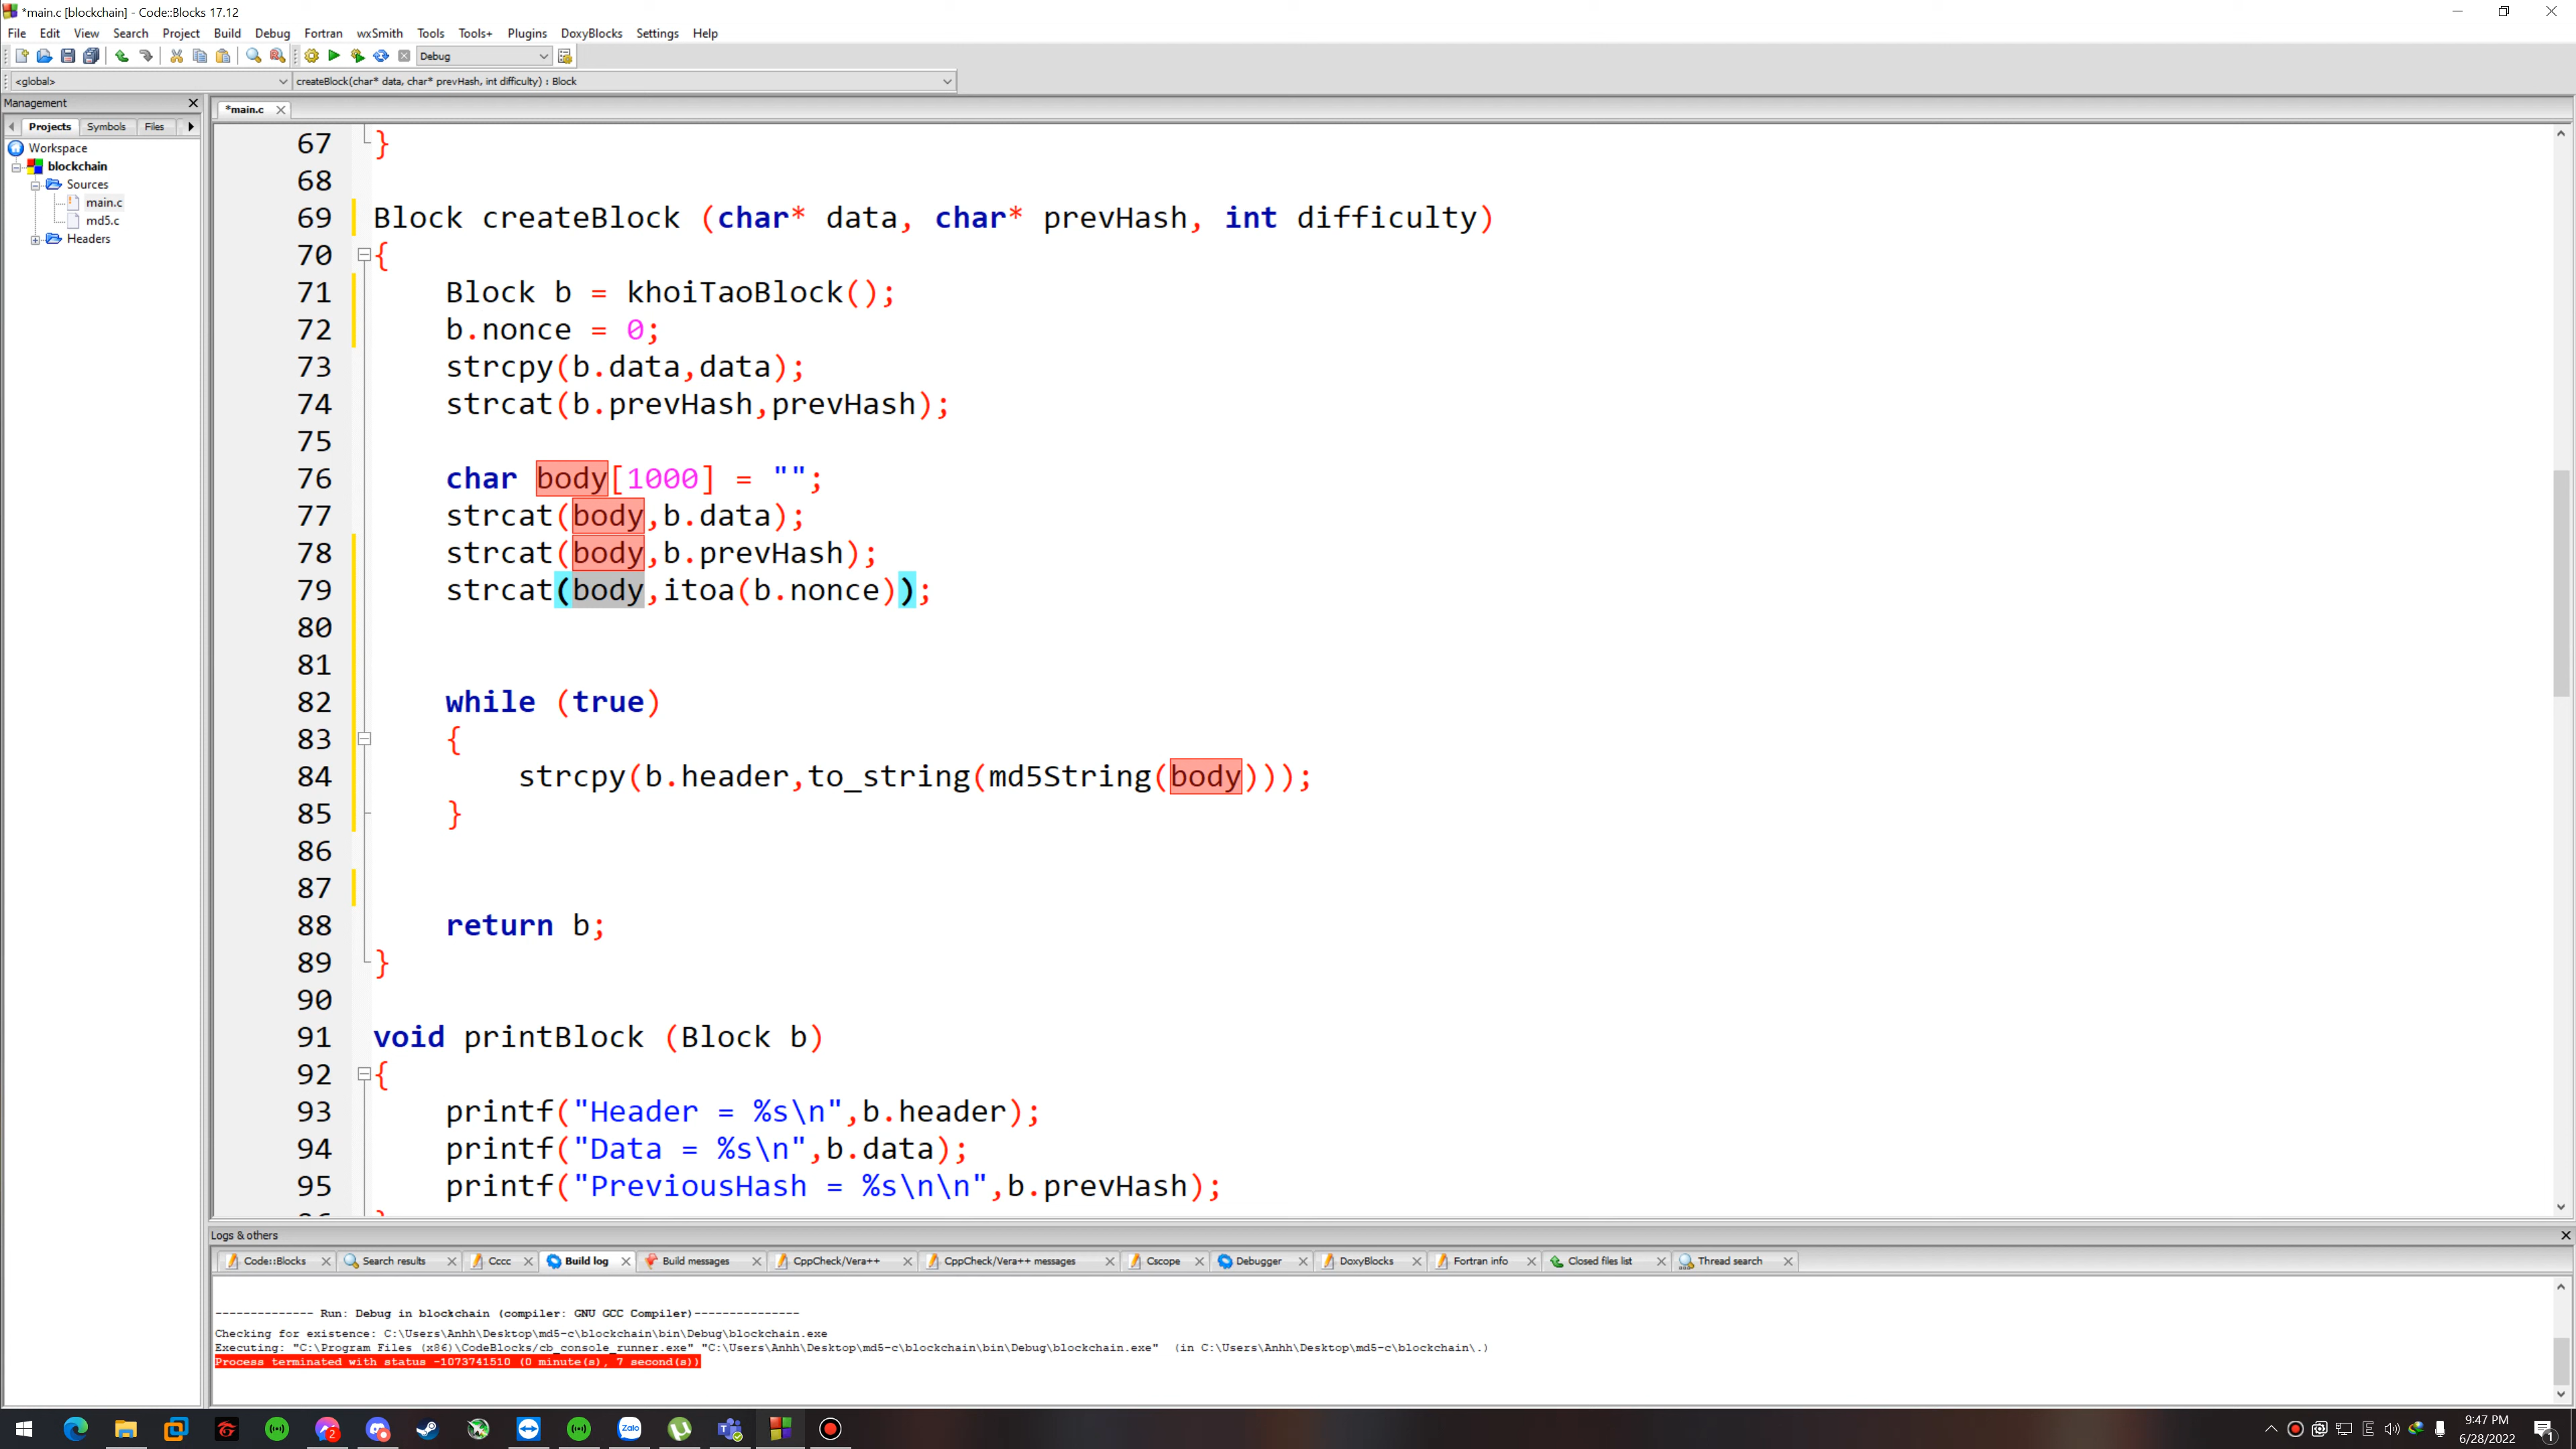 *main.c [blockchain] - Code::Blocks 17.12
File Edit View Search Project Build Debug Fortran wxSmith Tools Tools+ Plugins DoxyBlocks Settings Help
Debug
<global>
createBlock(char* data, char* prevHash, int difficulty) : Block
Management
*main.c
Projects Symbols Files
Workspace
blockchain
Sources
main.c
md5.c
Headers
67 }
68
69 Block createBlock (char* data, char* prevHash, int difficulty)
70 {
71 Block b = khoiTaoBlock();
72 b.nonce = 0;
73 strcpy(b.data,data);
74 strcat(b.prevHash,prevHash);
75
76 char body[1000] = "";
77 strcat(body,b.data);
78 strcat(body,b.prevHash);
79 strcat(body,itoa(b.nonce));
80
81
82 while (true)
83 {
84 strcpy(b.header,to_string(md5String(body)));
85 }
86
87
88 return b;
89 }
90
91 void printBlock (Block b)
92 {
93 printf("Header = %s\n",b.header);
94 printf("Data = %s\n",b.data);
95 printf("PreviousHash = %s\n\n",b.prevHash);
Logs & others
Code::Blocks Search results Cccc Build log Build messages CppCheck/Vera++ CppCheck/Vera++ messages Cscope Debugger DoxyBlocks Fortran info Closed files list Thread search
-------------- Run: Debug in blockchain (compiler: GNU GCC Compiler)---------------
Checking for existence: C:\Users\Anhh\Desktop\md5-c\blockchain\bin\Debug\blockchain.exe
Executing: "C:\Program Files (x86)\CodeBlocks/cb_console_runner.exe" "C:\Users\Anhh\Desktop\md5-c\blockchain\bin\Debug\blockchain.exe" (in C:\Users\Anhh\Desktop\md5-c\blockchain\.)
Process terminated with status -1073741510 (0 minute(s), 7 second(s))
2
Zalo
E
9:47 PM
6/28/2022
1